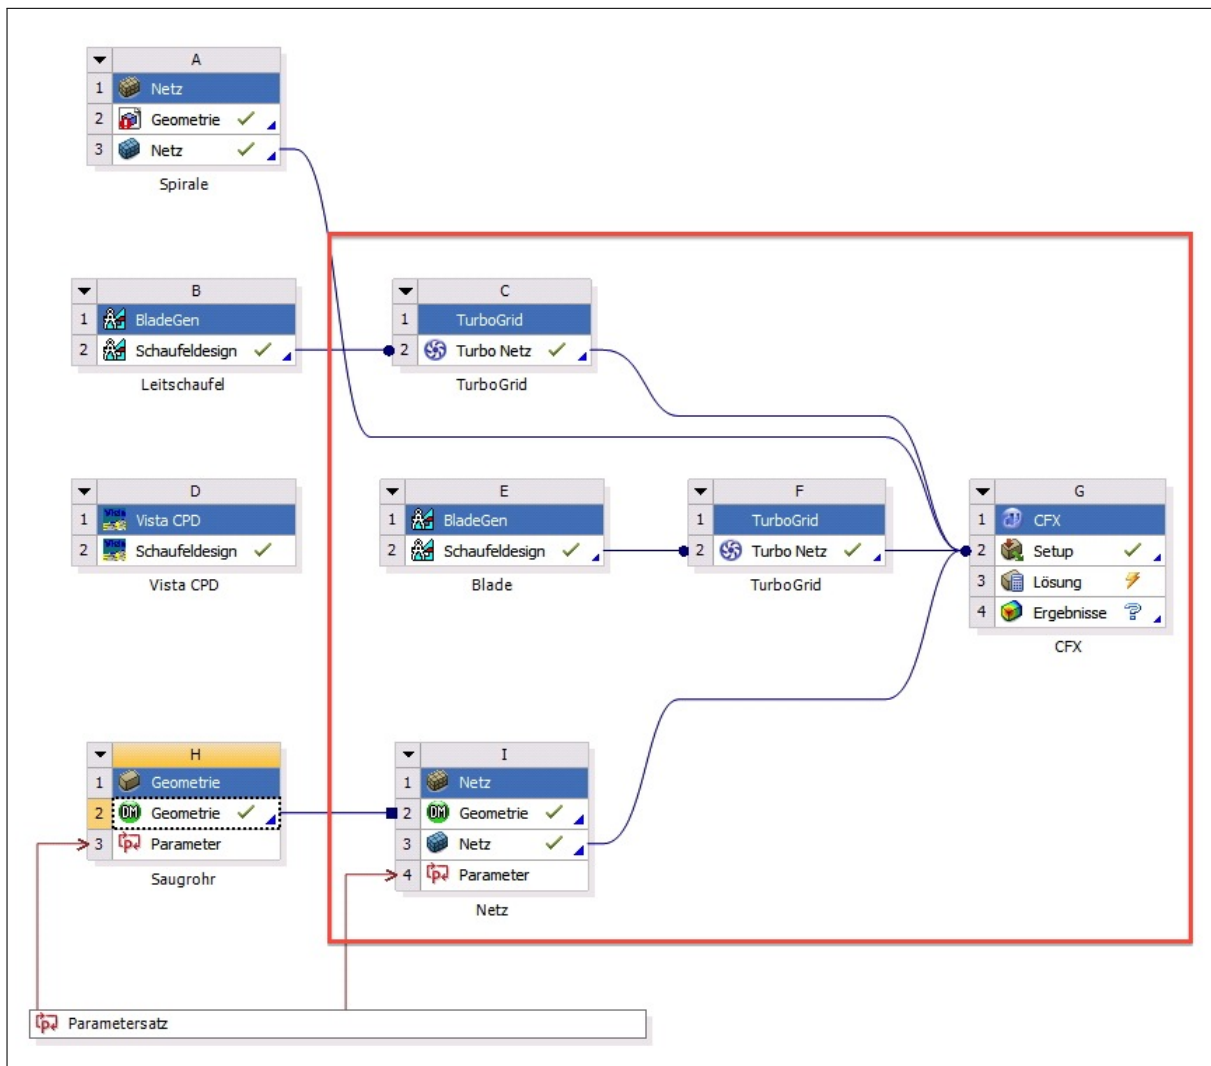 A
1 Netz
2 Geometrie
3 Netz
Spirale
B
1 BladeGen
2 Schaufeldesign
Leitschaufel
C
1 TurboGrid
2 Turbo Netz
TurboGrid
D
1 Vista CPD
2 Schaufeldesign
Vista CPD
E
1 BladeGen
2 Schaufeldesign
Blade
F
1 TurboGrid
2 Turbo Netz
TurboGrid
G
1 CFX
2 Setup
3 Lösung
4 Ergebnisse
CFX
H
1 Geometrie
2 DM Geometrie
3 Parameter
Saugrohr
I
1 Netz
2 DM Geometrie
3 Netz
4 Parameter
Netz
Parametersatz